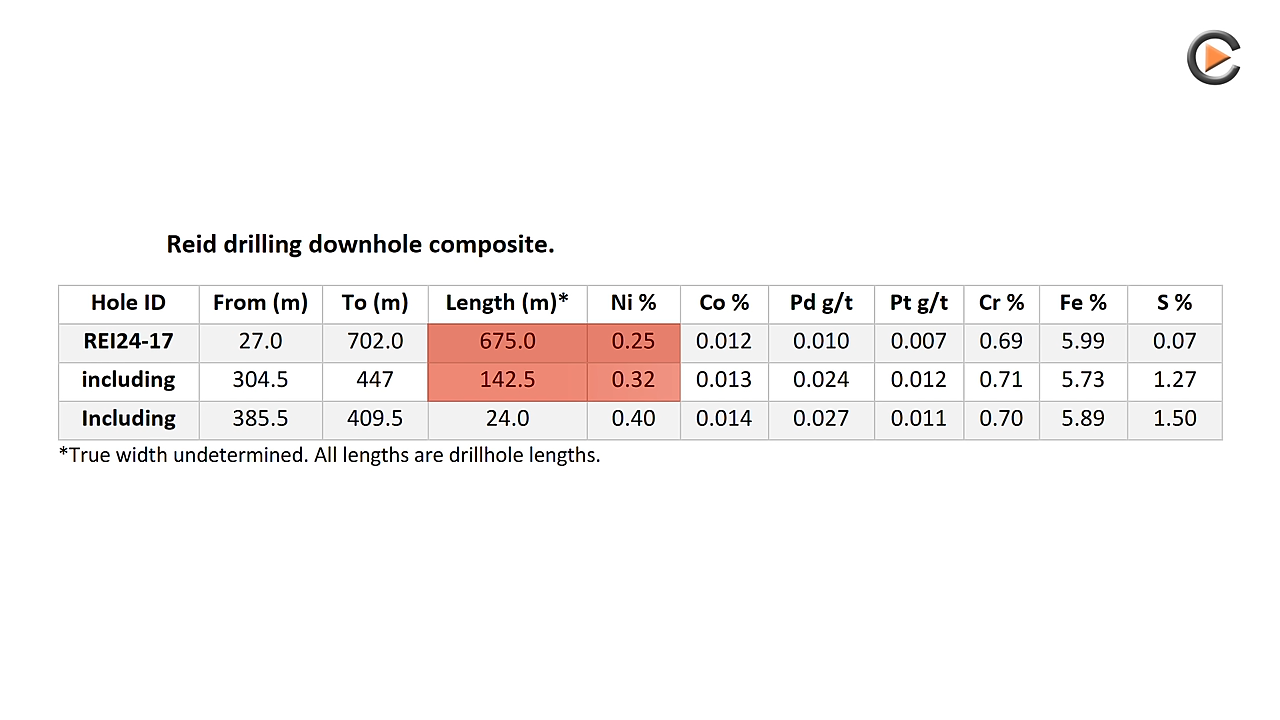 Reid drilling downhole composite.
Hole ID From (m) To (m) Length (m)* Ni % Co % Pd g/t Pt g/t Cr % Fe % S %
REI24-17 27.0 702.0 675.0 0.25 0.012 0.010 0.007 0.69 5.99 0.07
including 304.5 447 142.5 0.32 0.013 0.024 0.012 0.71 5.73 1.27
Including 385.5 409.5 24.0 0.40 0.014 0.027 0.011 0.70 5.89 1.50
*True width undetermined. All lengths are drillhole lengths.